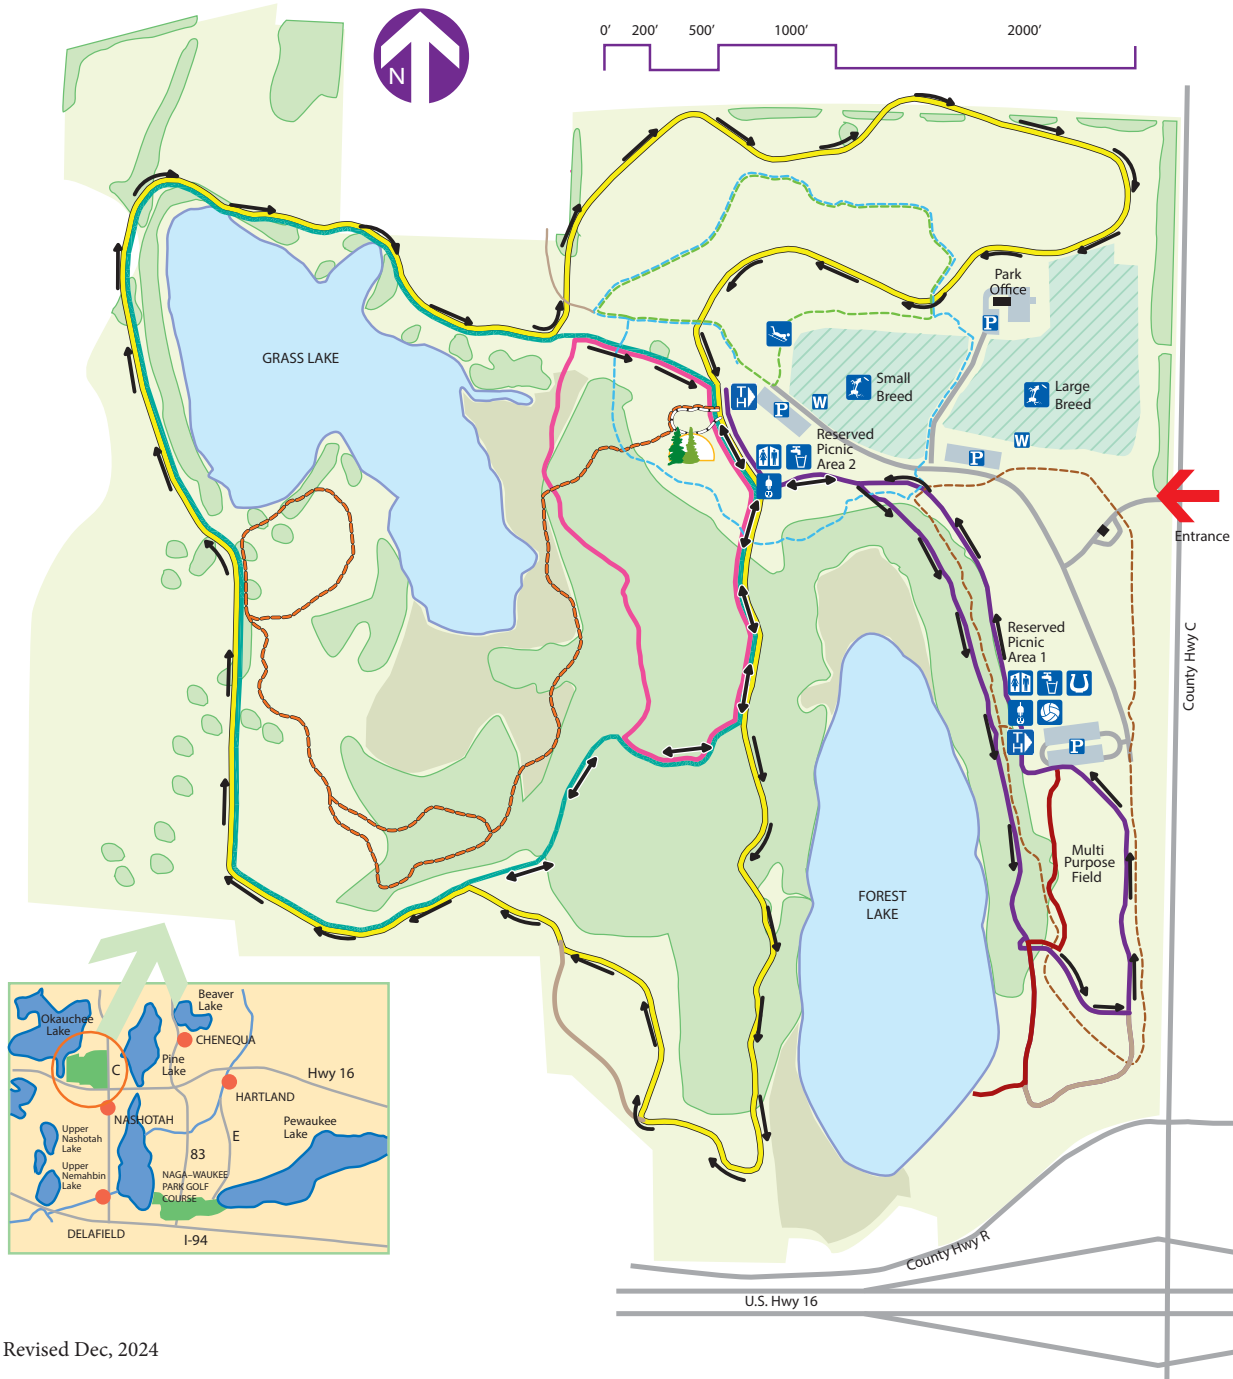 0'
200'
500'
1000'
2000'
N
Park
Office
P
GRASS LAKE
Small
Breed
Large
Breed
W
W
TH
P
P
Reserved
Picnic
Area 2
Entrance
Reserved
Picnic
Area 1
County Hwy C
TH
P
Multi
Purpose
Field
FOREST
LAKE
Okauchee
Lake
Beaver
Lake
CHENEQUA
Pine
Lake
C
Hwy 16
HARTLAND
NASHOTAH
Pewaukee
Lake
Upper
Nashotah
Lake
E
83
Upper
Nemahbin
Lake
NAGA-WAUKEE
PARK GOLF
COURSE
DELAFIELD
I-94
County Hwy R
U.S. Hwy 16
Revised Dec, 2024